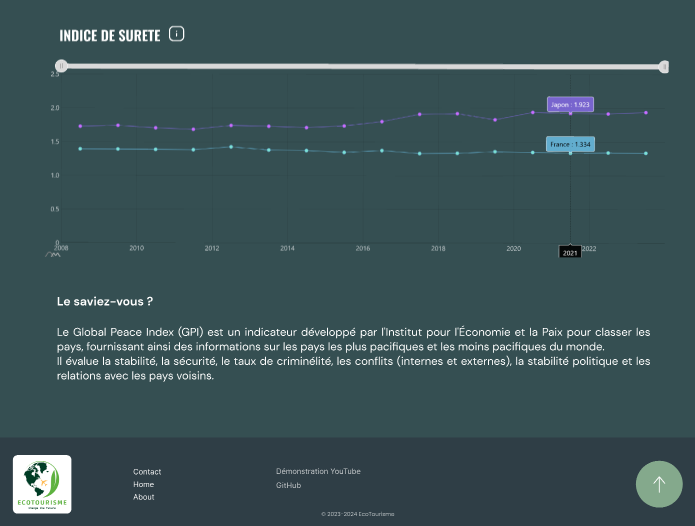 INDICE DE SURETE i
2.5
2.0
Japon : 1.923
1.5
France : 1.334
1.0
0.5
0
2008 2010 2012 2014 2016 2018 2020 2021 2022
Le saviez-vous ?
Le Global Peace Index (GPI) est un indicateur développé par l'Institut pour l'Économie et la Paix pour classer les
pays, fournissant ainsi des informations sur les pays les plus pacifiques et les moins pacifiques du monde.
Il évalue la stabilité, la sécurité, le taux de criminélité, les conflits (internes et externes), la stabilité politique et les
relations avec les pays voisins.
Contact
Home
About
Démonstration YouTube
GitHub
ECOTOURISME
© 2023-2024 EcoTourisme